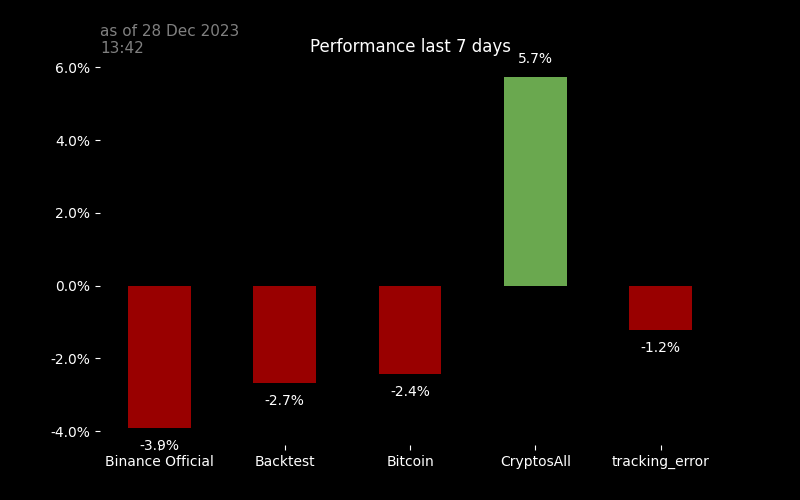 as of 28 Dec 2023
13:42
Performance last 7 days
6.0%
4.0%
2.0%
0.0%
-2.0%
-4.0%
5.7%
-3.9%
-2.7%
-2.4%
-1.2%
Binance Official
Backtest
Bitcoin
CryptosAll
tracking_error